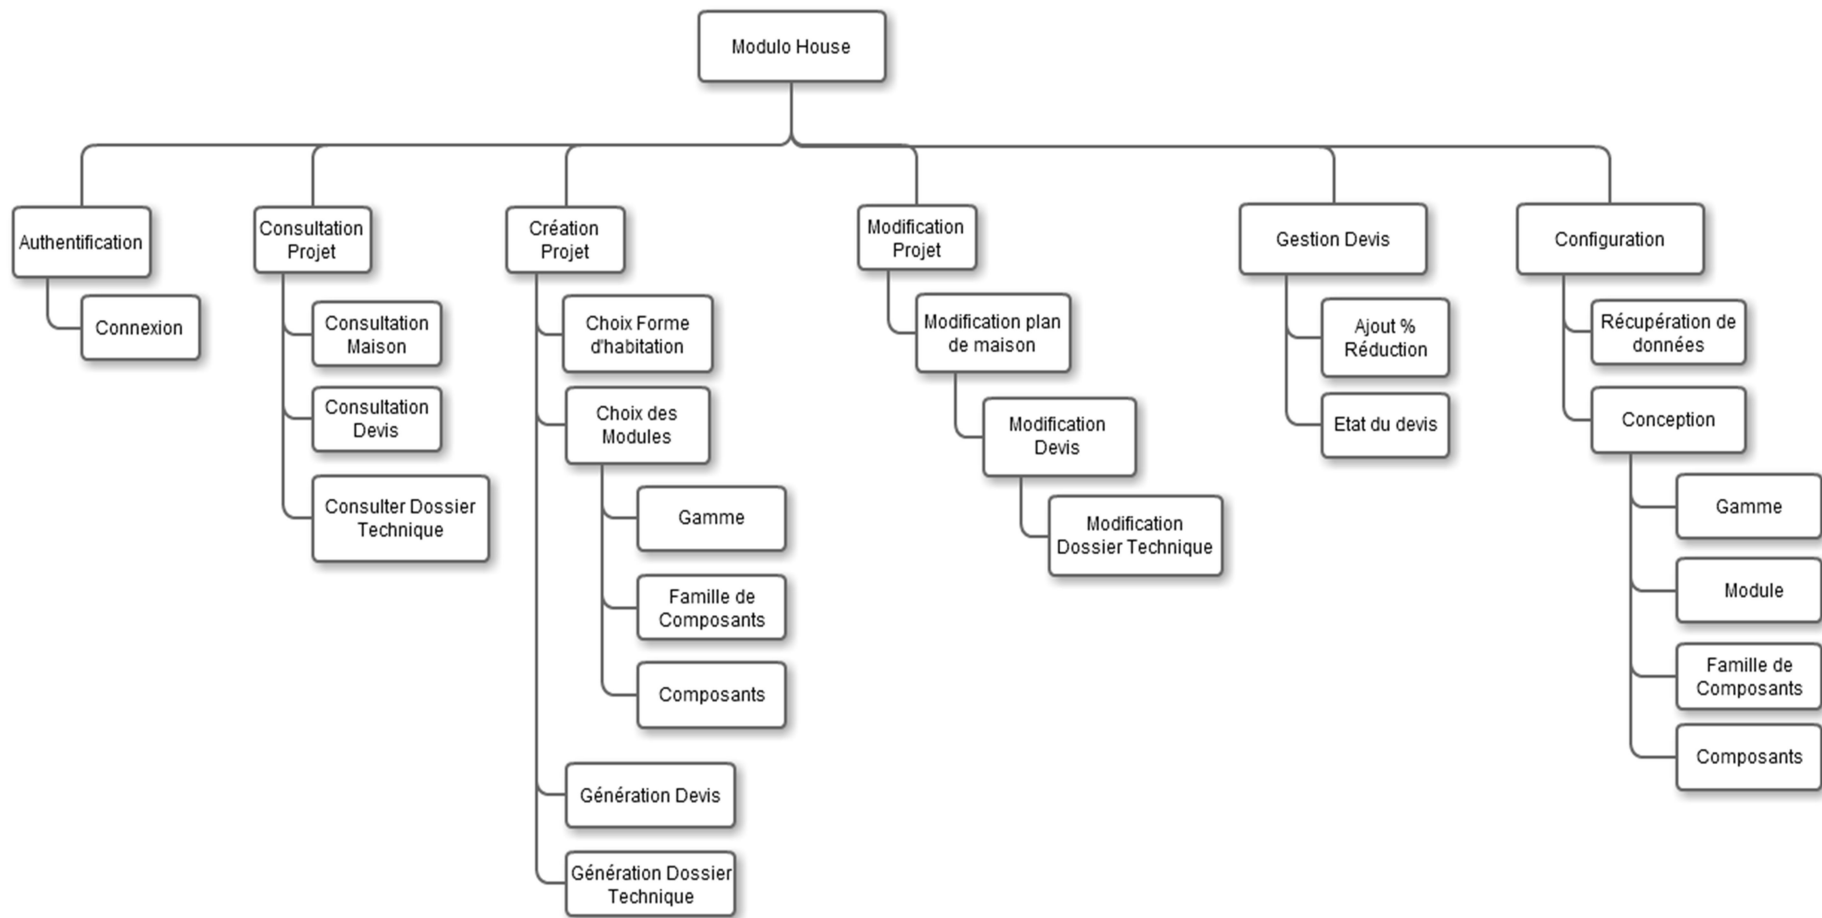 Modulo House
Authentification
Connexion
Consultation
Projet
Consultation
Maison
Consultation
Devis
Consulter Dossier
Technique
Création
Projet
Choix Forme
d'habitation
Choix des
Modules
Gamme
Famille de
Composants
Composants
Génération Devis
Génération Dossier
Technique
Modification
Projet
Modification plan
de maison
Modification
Devis
Modification
Dossier Technique
Gestion Devis
Ajout %
Réduction
Etat du devis
Configuration
Récupération de
données
Conception
Gamme
Module
Famille de
Composants
Composants